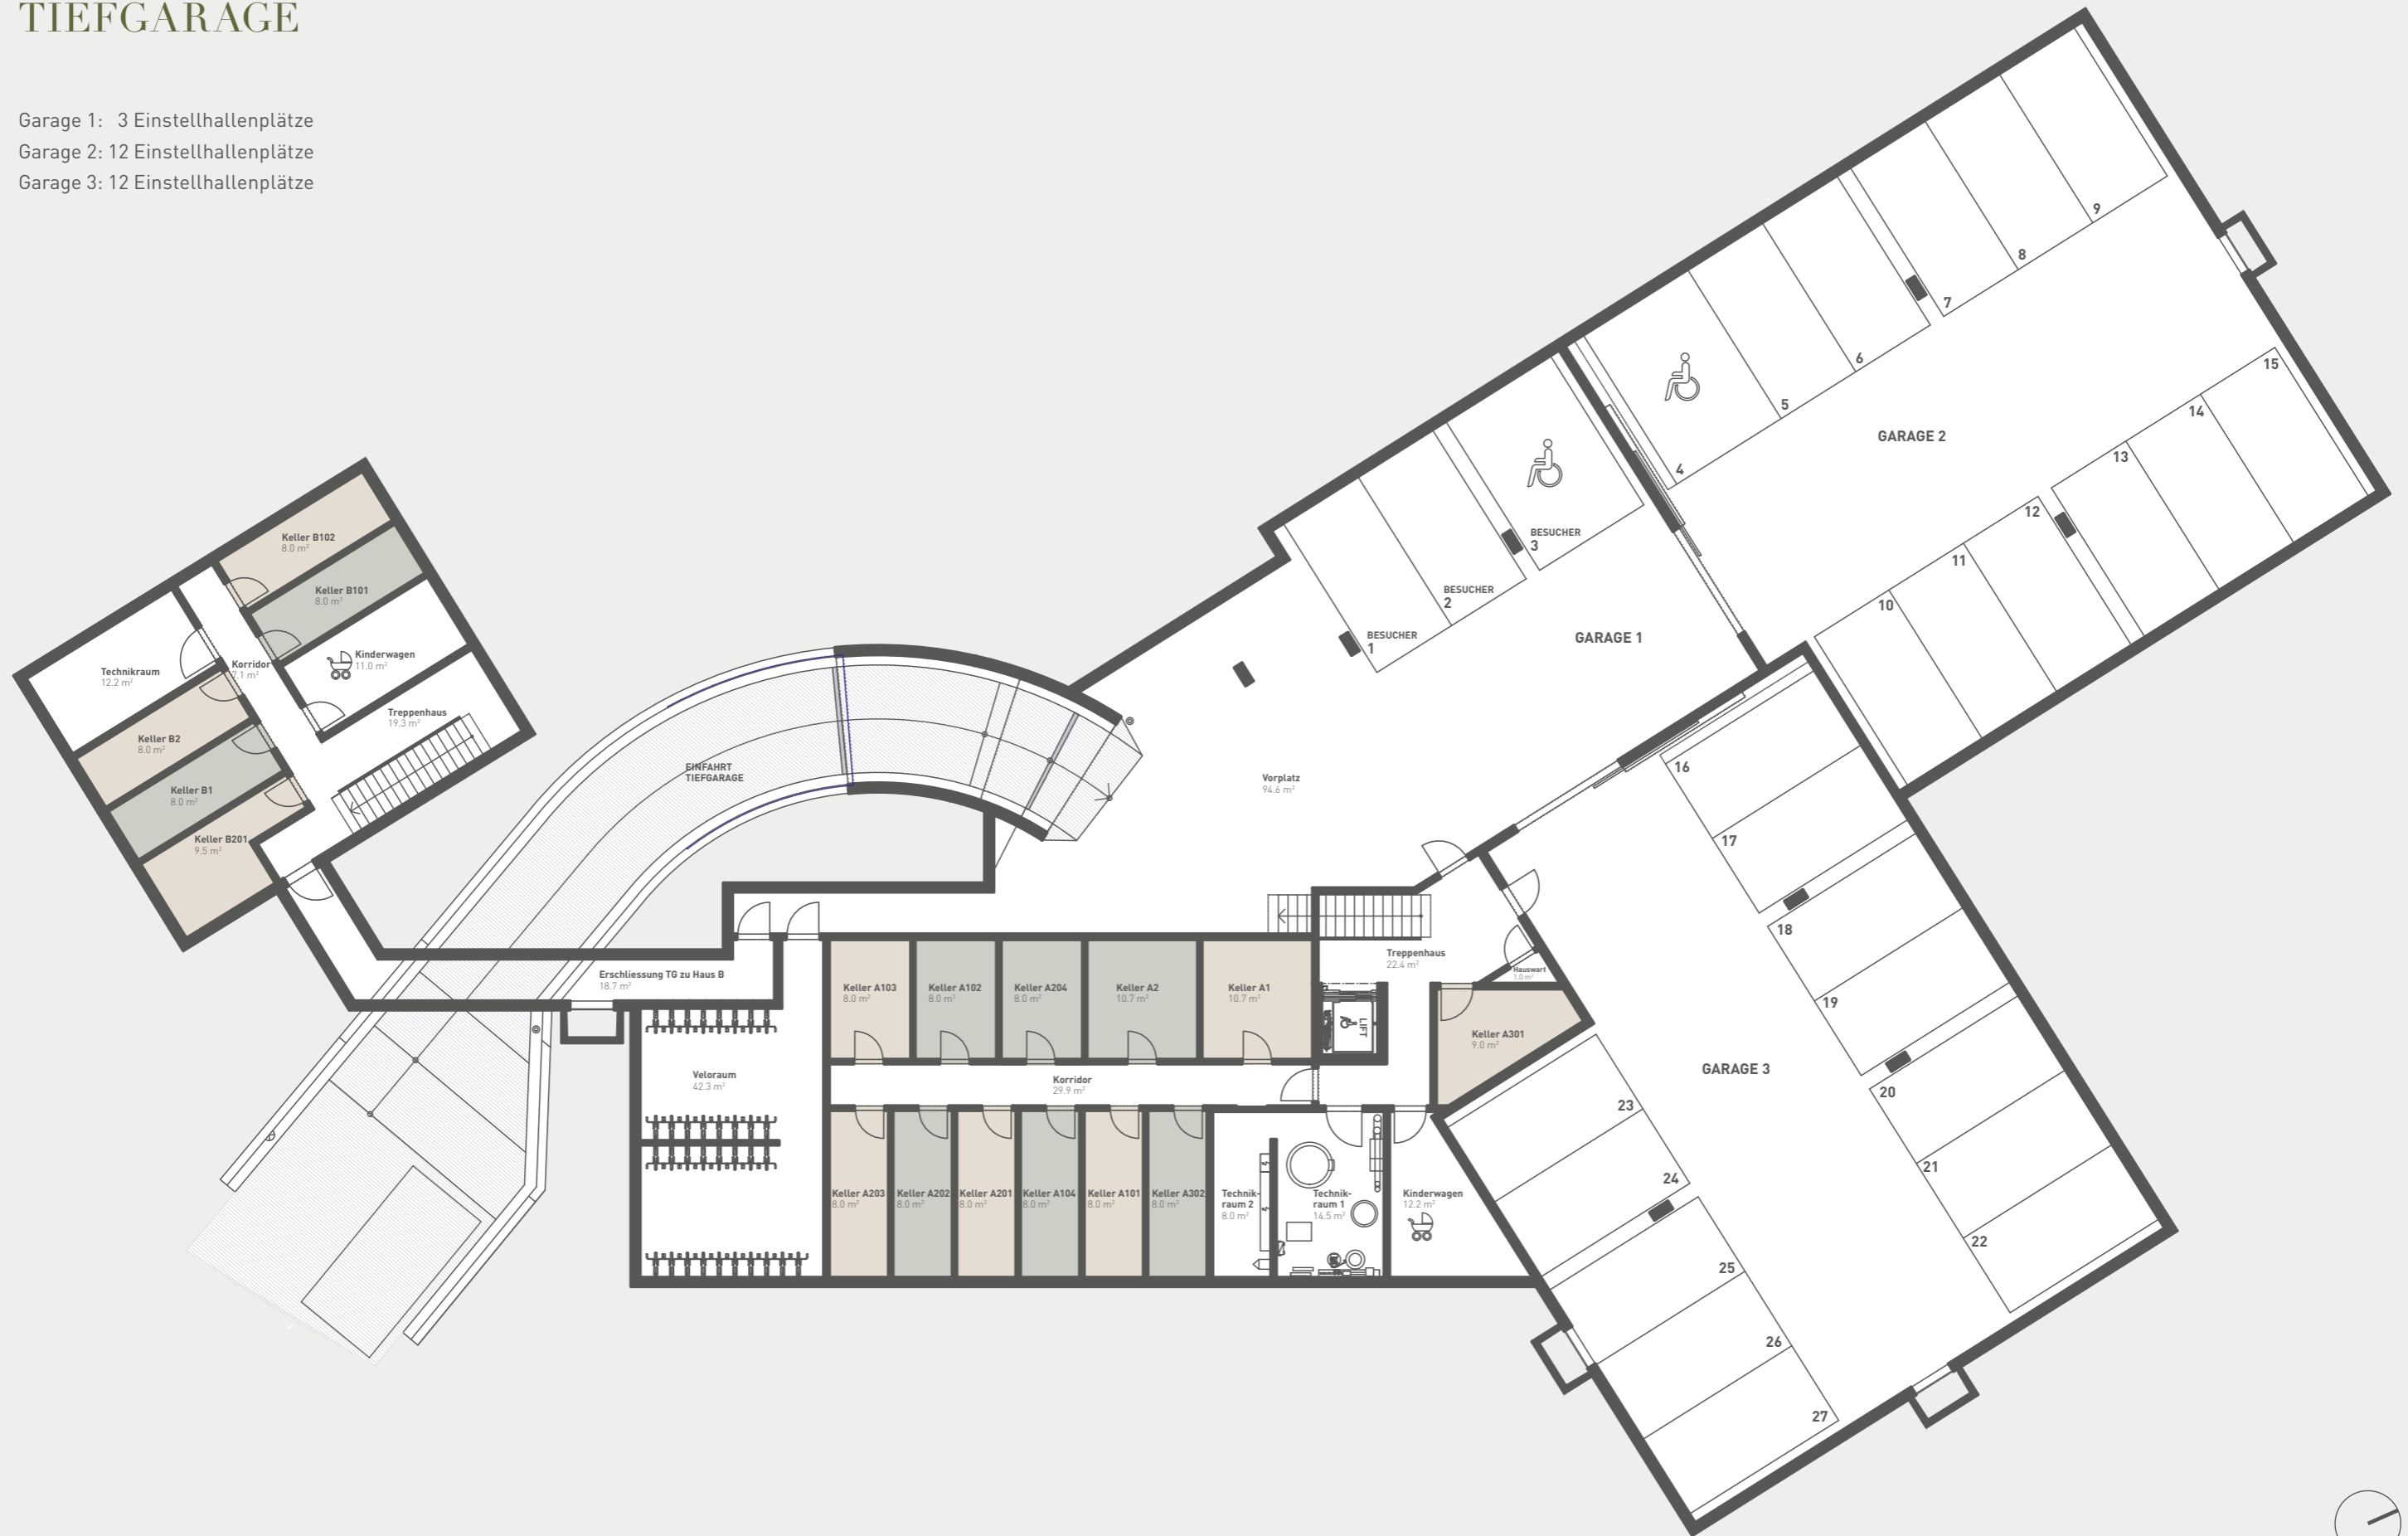 TIEFGARAGE
Garage 1: 3 Einstellhallenplätze
Garage 2: 12 Einstellhallenplätze
Garage 3: 12 Einstellhallenplätze
9
8
7
6
5
4
GARAGE 2
15
14
13
12
11
10
BESUCHER
3
BESUCHER
2
BESUCHER
1
GARAGE 1
Keller B102
8.0 m²
Keller B101
8.0 m²
Kinderwagen
11.0 m²
Korridor
7.1 m²
Technikraum
12.2 m²
Treppenhaus
19.3 m²
Keller B2
8.0 m²
Keller B1
8.0 m²
Keller B201
9.5 m²
EINFAHRT
TIEFGARAGE
Vorplatz
94.6 m²
16
17
18
19
20
21
22
GARAGE 3
23
24
25
26
27
Erschliessung TG zu Haus B
18.7 m²
Treppenhaus
22.4 m²
Hauswart
1.0 m²
Keller A103
8.0 m²
Keller A102
8.0 m²
Keller A204
8.0 m²
Keller A2
10.7 m²
Keller A1
10.7 m²
LIFT
Keller A301
9.0 m²
Veloraum
42.3 m²
Korridor
29.9 m²
Keller A203
8.0 m²
Keller A202
8.0 m²
Keller A201
8.0 m²
Keller A104
8.0 m²
Keller A101
8.0 m²
Keller A302
8.0 m²
Technik-
raum 2
8.0 m²
Technik-
raum 1
14.5 m²
Kinderwagen
12.2 m²